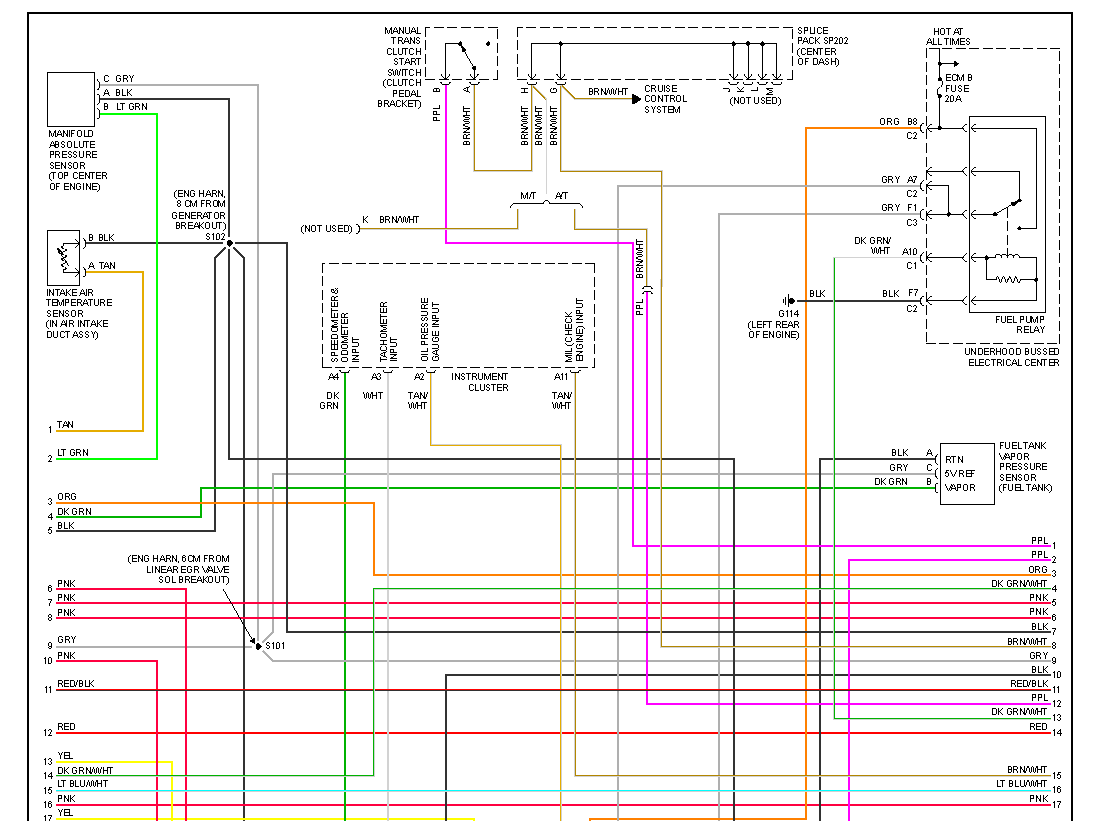 MANUAL
TRANS
CLUTCH
START
SWITCH
(CLUTCH
PEDAL
BRACKET)
B
A
PPL
BRN/WHT
SPLICE
PACK SP202
(CENTER
OF DASH)
H
G
J
K
L
M
(NOT USED)
BRN/WHT
BRN/WHT
BRN/WHT
BRN/WHT
CRUISE
CONTROL
SYSTEM
HOT AT
ALL TIMES
ECM B
FUSE
20A
ORG B8
C2
GRY A7
C2
GRY F1
C3
DK GRN/
WHT A10
C1
BLK BLK F7
C2
G114
(LEFT REAR
OF ENGINE)
FUEL PUMP
RELAY
UNDERHOOD BUSSED
ELECTRICAL CENTER
C GRY
A BLK
B LT GRN
MANIFOLD
ABSOLUTE
PRESSURE
SENSOR
(TOP CENTER
OF ENGINE)
(ENG HARN,
8 CM FROM
GENERATOR
BREAKOUT)
S102
B BLK
A TAN
INTAKE AIR
TEMPERATURE
SENSOR
(IN AIR INTAKE
DUCT ASSY)
M/T A/T
(NOT USED) K BRN/WHT
BRN/WHT
PPL
SPEEDOMETER &
ODOMETER
INPUT
TACHOMETER
INPUT
OIL PRESSURE
GAUGE INPUT
MIL (CHECK
ENGINE) INPUT
A4
A3
A2
A11
INSTRUMENT
CLUSTER
DK
GRN
WHT
TAN/
WHT
TAN/
WHT
BLK A RTN
GRY C 5V REF
DK GRN B VAPOR
FUEL TANK
VAPOR
PRESSURE
SENSOR
(FUEL TANK)
1 TAN
2 LT GRN
3 ORG
4 DK GRN
5 BLK
(ENG HARN, 6CM FROM
LINEAR EGR VALVE
SOL BREAKOUT)
S101
6 PNK
7 PNK
8 PNK
9 GRY
10 PNK
11 RED/BLK
12 RED
13 YEL
14 DK GRN/WHT
15 LT BLU/WHT
16 PNK
17 YEL
PPL 1
PPL 2
ORG 3
DK GRN/WHT 4
PNK 5
PNK 6
BLK 7
BRN/WHT 8
GRY 9
BLK 10
RED/BLK 11
PPL 12
DK GRN/WHT 13
RED 14
BRN/WHT 15
LT BLU/WHT 16
PNK 17